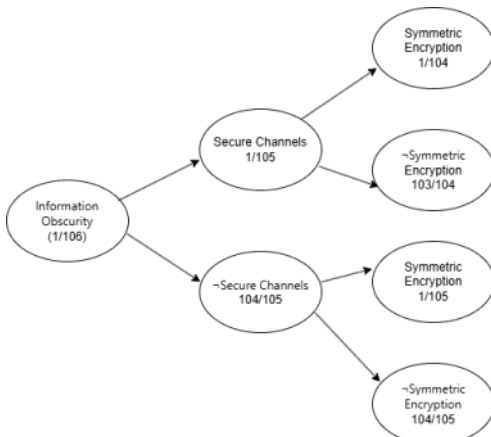 Symmetric
Encryption
1/104
Secure Channels
1/105
¬Symmetric
Encryption
103/104
Information
Obscurity
(1/106)
¬Secure Channels
104/105
Symmetric
Encryption
1/105
¬Symmetric
Encryption
104/105